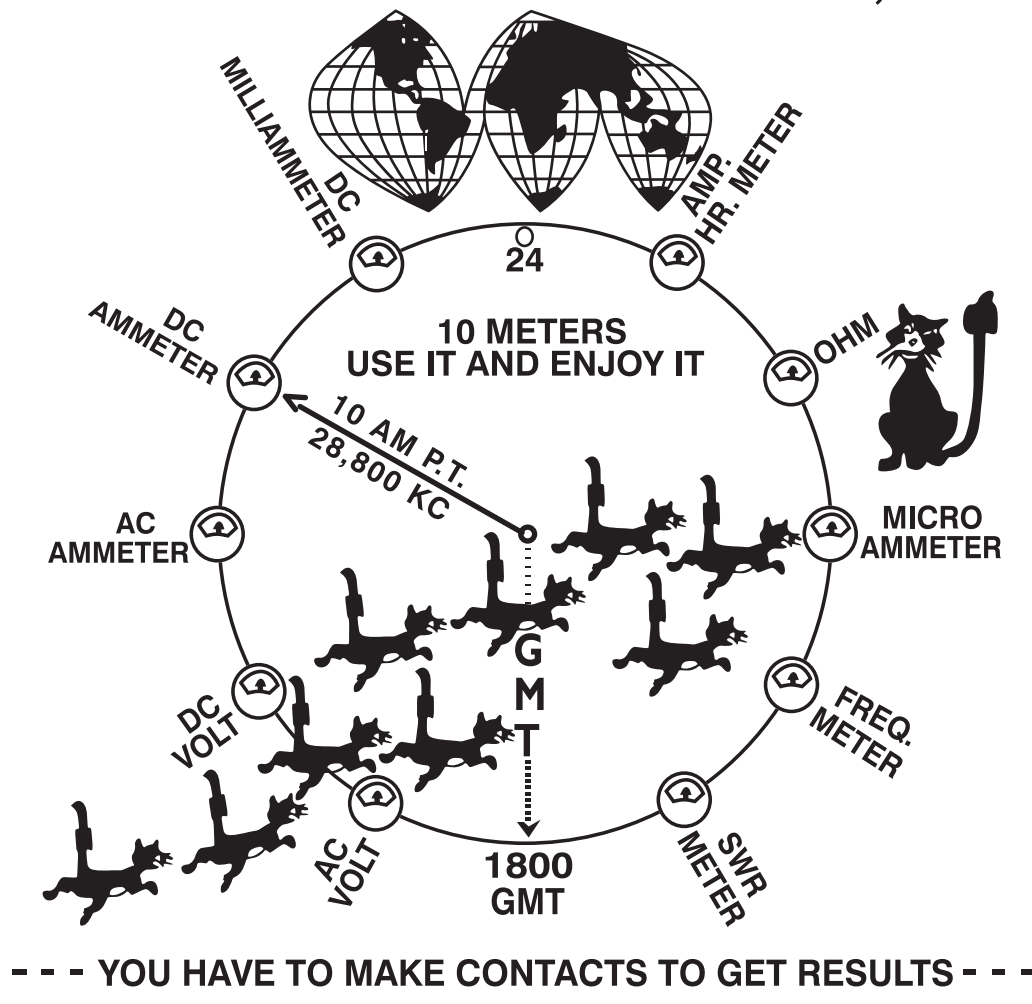 DC
MILLIAMMETER
AMP.
HR. METER
24
10 METERS
USE IT AND ENJOY IT
DC
AMMETER
OHM
10 AM P.T.
28,800 KC
AC
AMMETER
MICRO
AMMETER
GMT
DC
VOLT
FREQ.
METER
AC
VOLT
SWR
METER
1800
GMT
- - - YOU HAVE TO MAKE CONTACTS TO GET RESULTS - - -